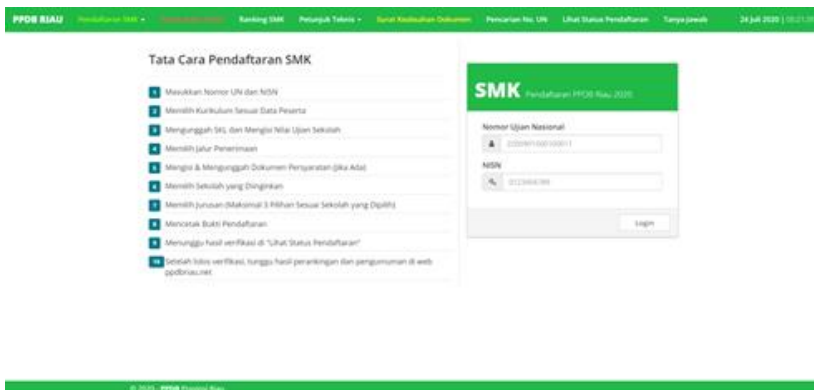 PPDB RIAU Pendaftaran SMK Ranking SMK Petunjuk Teknis Surat Keabsahan Dokumen Pencarian No. UN Lihat Status Pendaftaran Tanya Jawab 24 Juli 2020 |
Tata Cara Pendaftaran SMK
1 Masukkan Nomor UN dan NISN
2 Memilih Kurikulum Sesuai Data Peserta
3 Mengunggah SKL dan Mengisi Nilai Ujian Sekolah
4 Memilih Jalur Penerimaan
5 Mengisi & Mengunggah Dokumen Persyaratan (Jika Ada)
6 Memilih Sekolah yang Diinginkan
7 Memilih Jurusan (Maksimal 3 Pilihan Sesuai Sekolah yang Dipilih)
8 Mencetak Bukti Pendaftaran
9 Menunggu hasil verifikasi di "Lihat Status Pendaftaran"
10 Setelah lolos verifikasi, tunggu hasil perankingan dan pengumuman di web
ppdbriau.net
SMK Pendaftaran PPDB Riau 2020
Nomor Ujian Nasional
NISN
Login
© 2020 - PPDB Provinsi Riau